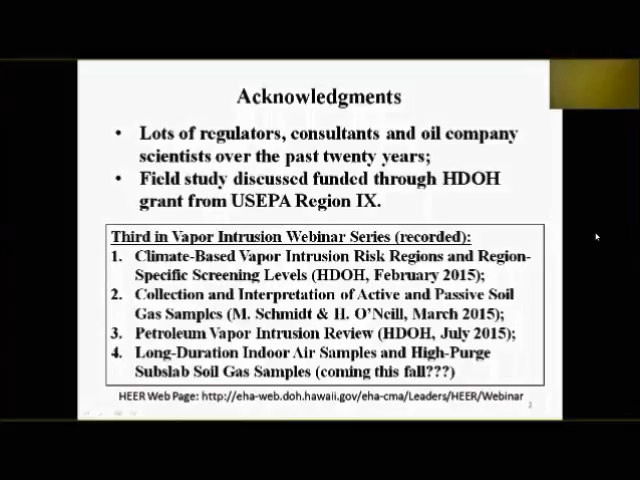 Acknowledgments
• Lots of regulators, consultants and oil company
scientists over the past twenty years;
• Field study discussed funded through HDOH
grant from USEPA Region IX.
Third in Vapor Intrusion Webinar Series (recorded):
1. Climate-Based Vapor Intrusion Risk Regions and Region-
Specific Screening Levels (HDOH, February 2015);
2. Collection and Interpretation of Active and Passive Soil
Gas Samples (M. Schmidt & H. O'Neill, March 2015);
3. Petroleum Vapor Intrusion Review (HDOH, July 2015);
4. Long-Duration Indoor Air Samples and High-Purge
Subslab Soil Gas Samples (coming this fall???)
HEER Web Page: http://eha-web.doh.hawaii.gov/eha-cma/Leaders/HEER/Webinar